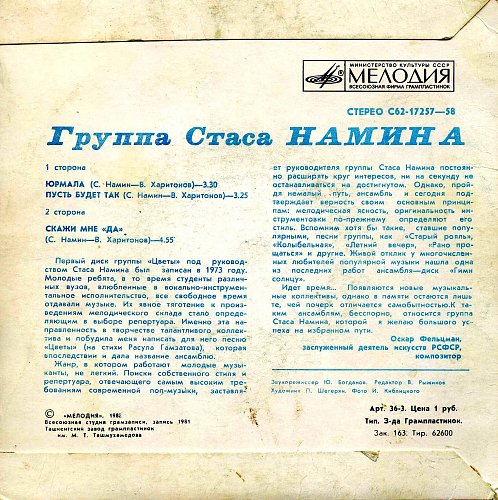 МИНИСТЕРСТВО КУЛЬТУРЫ СССР
МЕЛОДИЯ
ВСЕСОЮЗНАЯ ФИРМА ГРАМПЛАСТИНОК
СТЕРЕО С62-17257—58
Группа Стаса НАМИНА
1 сторона
ЮРМАЛА (С. Намин—В. Харитонов)—3.30
ПУСТЬ БУДЕТ ТАК (С. Намин—В. Харитонов)—3.25
2 сторона
СКАЖИ МНЕ «ДА»
(С. Намин—В. Харитонов)—4.55
Первый диск группы «Цветы» под руководством Стаса Намина был записан в 1973 году.
Молодые ребята, в то время студенты различных вузов, влюбленные в вокально-инструментальное исполнительство, все свободное время
отдавали музыке. Их явное тяготение к произведениям мелодического склада стало определяющим в выборе репертуара. Именно эта
направленность в творчестве талантливого коллектива и побудила меня написать для него песню
«Цветы» (на стихи Расула Гамзатова), которая
впоследствии и дала название ансамблю.
Жанр, в котором работают молодые музыканты, не легкий. Поиски собственного стиля и
репертуара, отвечающего самым высоким требованиям современной поп-музыки, заставля-
ет руководителя группы Стаса Намина постоянно расширять круг интересов, ни на секунду не
останавливаться на достигнутом. Однако, пройдя немалый путь, ансамбль и сегодня подтверждает верность своим основным принципам: мелодическая ясность, оригинальность инструментовки по-прежнему определяют его
стиль. Вспомним хотя бы такие, ставшие популярными, песни группы, как «Старый рояль»,
«Колыбельная», «Летний вечер», «Рано прощаться» и другие. Живой отклик у многочисленных любителей популярной музыки нашла одна
из последних работ ансамбля—диск «Гимн
солнцу».
Идет время... Появляются новые музыкальные коллективы, однако в памяти остаются лишь
те, чей почерк отличается самобытностью.К таким ансамблям, бесспорно, относится группа
Стаса Намина, которой я желаю большого успеха на избранном пути.
Оскар Фельцман,
заслуженный деятель искусств РСФСР,
композитор
Звукорежиссер Ю. Богданов. Редактор В. Рыжиков
Художник П. Шегерян. Фото И. Кибляцкого
© «МЕЛОДИЯ», 1982
Всесоюзная студия грамзаписи, запись 1981
Ташкентский завод грампластинок
им. М. Т. Ташмухамедова
Арт. 36-3. Цена 1 руб.
Тип. З-да Грампластинок.
Зак. 163. Тир. 62600